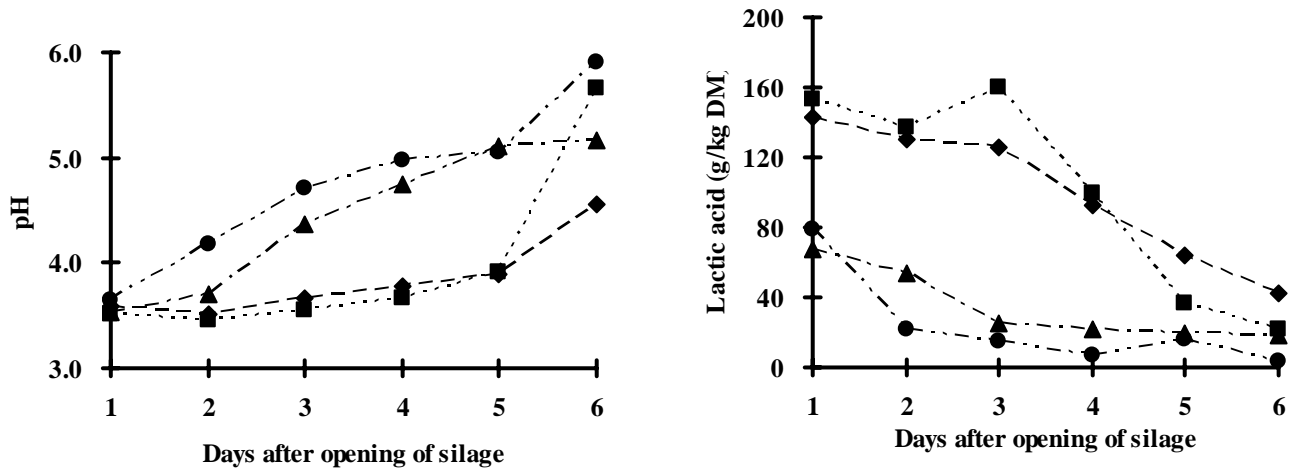 6.0
5.0
4.0
3.0
pH
1 2 3 4 5 6
Days after opening of silage
200
160
120
80
40
0
Lactic acid (g/kg DM)
1 2 3 4 5 6
Days after opening of silage